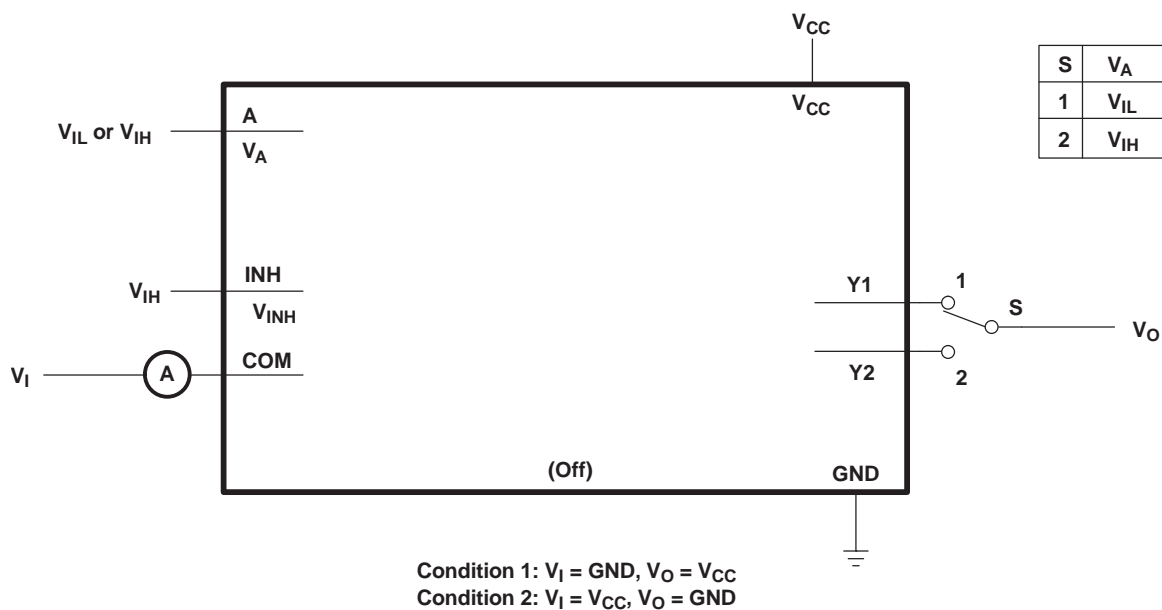 VCC
S VA
1 VIL
2 VIH
VCC
A
VIL or VIH
VA
INH
VIH
VINH
Y1
1
S
VO
COM
VI
A
Y2
2
(Off)
GND
Condition 1: VI = GND, VO = VCC
Condition 2: VI = VCC, VO = GND